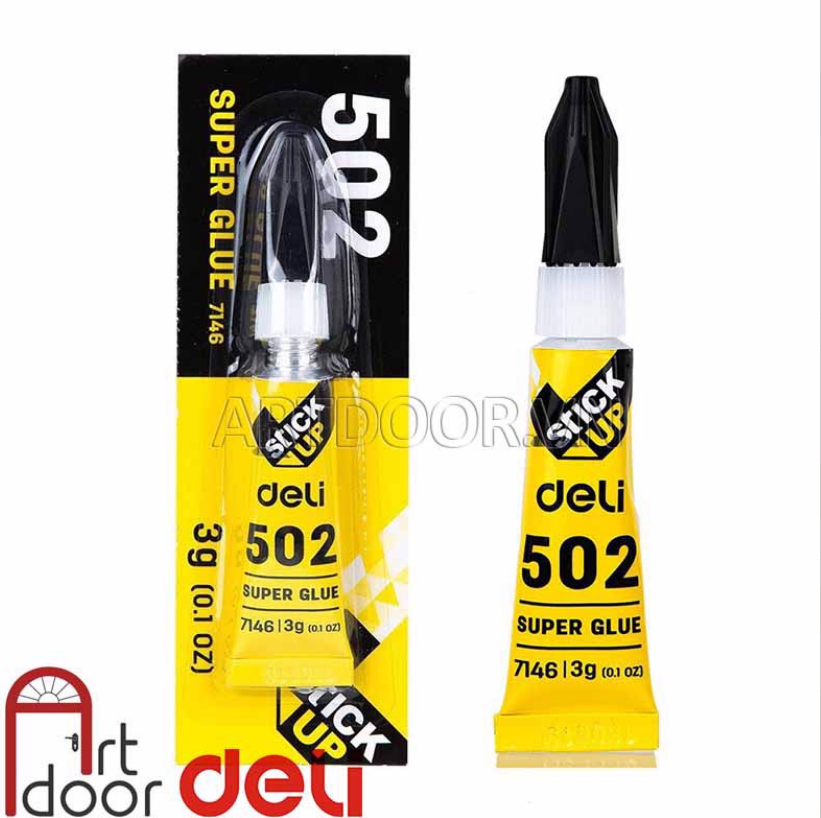 502
SUPER GLUE 7146
STICK
UP
deli
502
SUPER GLUE
7146 | 3g (0.1 OZ)
3g (0.1 OZ)
STICK
UP
STICK
UP
deli
502
SUPER GLUE
7146 | 3g (0.1 OZ)
ARTDOOR.VN
Art
door
deli